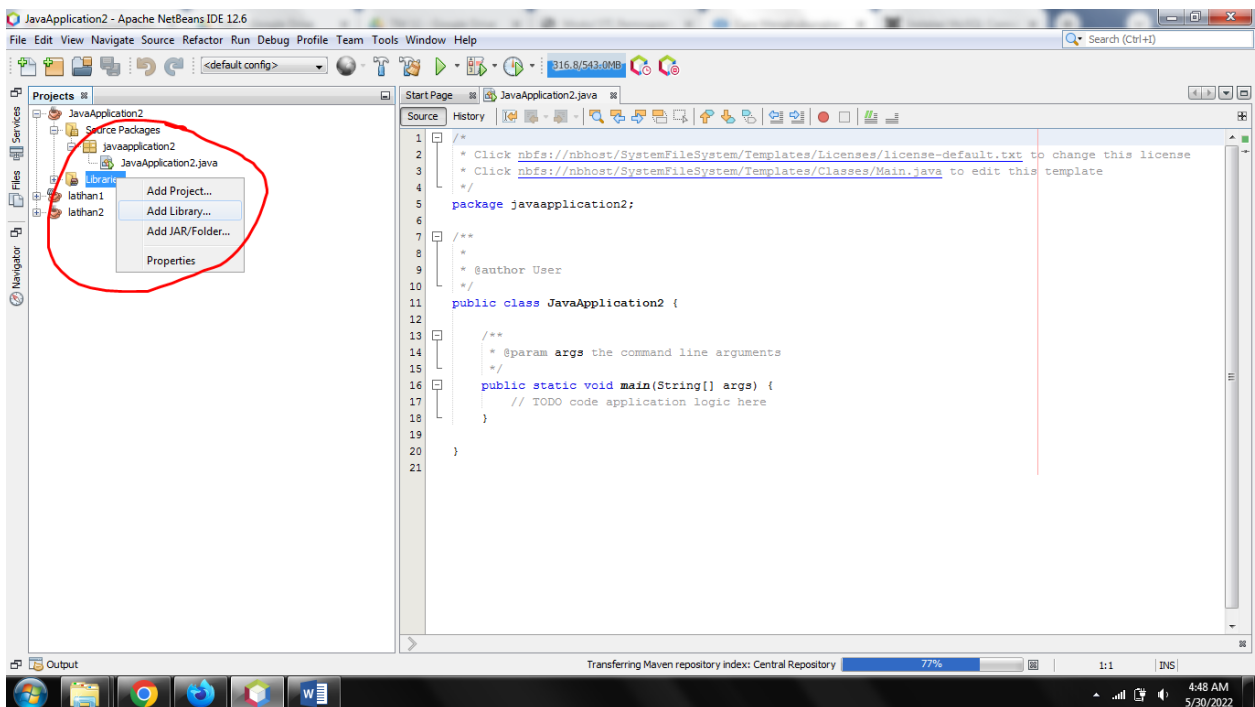 JavaApplication2 - Apache NetBeans IDE 12.6
File Edit View Navigate Source Refactor Run Debug Profile Team Tools Window Help
Search (Ctrl+I)
<default config>
316.8/543.0MB
Projects
Services
Files
Navigator
JavaApplication2
Source Packages
javaapplication2
JavaApplication2.java
Libraries
latihan1
latihan2
Add Project...
Add Library...
Add JAR/Folder...
Properties
Start Page JavaApplication2.java
Source History
1 /*
2 * Click nbfs://nbhost/SystemFileSystem/Templates/Licenses/license-default.txt to change this license
3 * Click nbfs://nbhost/SystemFileSystem/Templates/Classes/Main.java to edit this template
4 */
5 package javaapplication2;
6
7 /**
8 *
9 * @author User
10 */
11 public class JavaApplication2 {
12
13 /**
14 * @param args the command line arguments
15 */
16 public static void main(String[] args) {
17 // TODO code application logic here
18 }
19
20 }
21
Output
Transferring Maven repository index: Central Repository 77%
1:1 INS
4:48 AM
5/30/2022